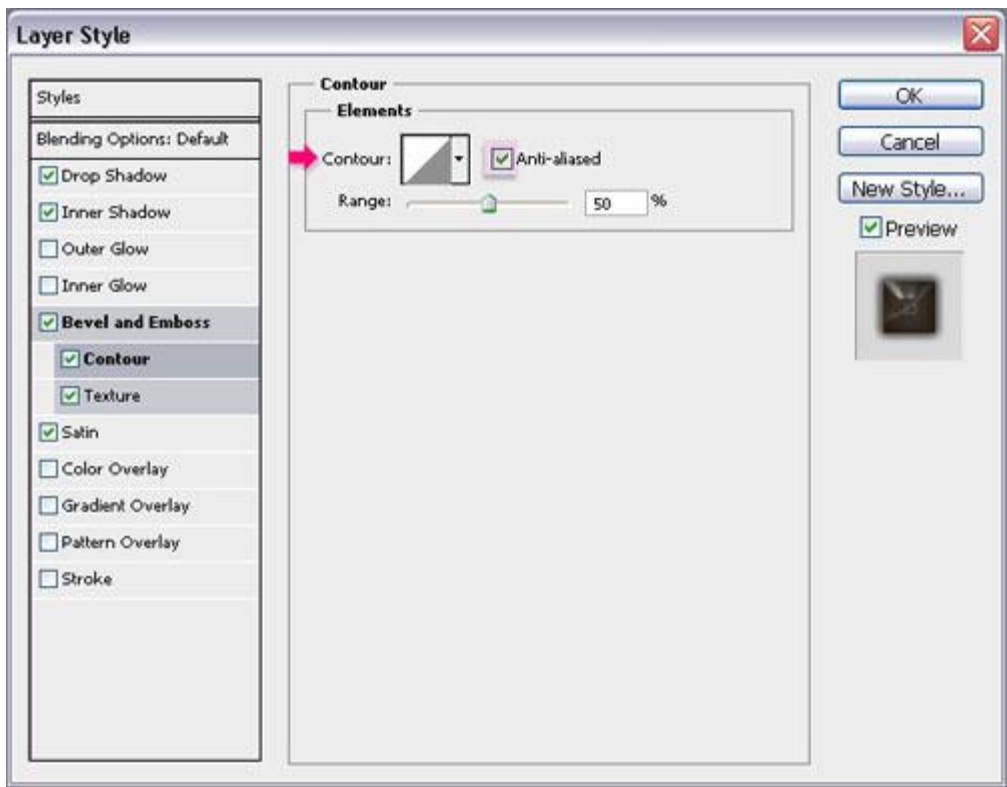 Layer Style
Styles
Blending Options: Default
Drop Shadow
Inner Shadow
Outer Glow
Inner Glow
Bevel and Emboss
Contour
Texture
Satin
Color Overlay
Gradient Overlay
Pattern Overlay
Stroke
Contour
Elements
Contour: Anti-aliased
Range: 50 %
OK
Cancel
New Style...
Preview